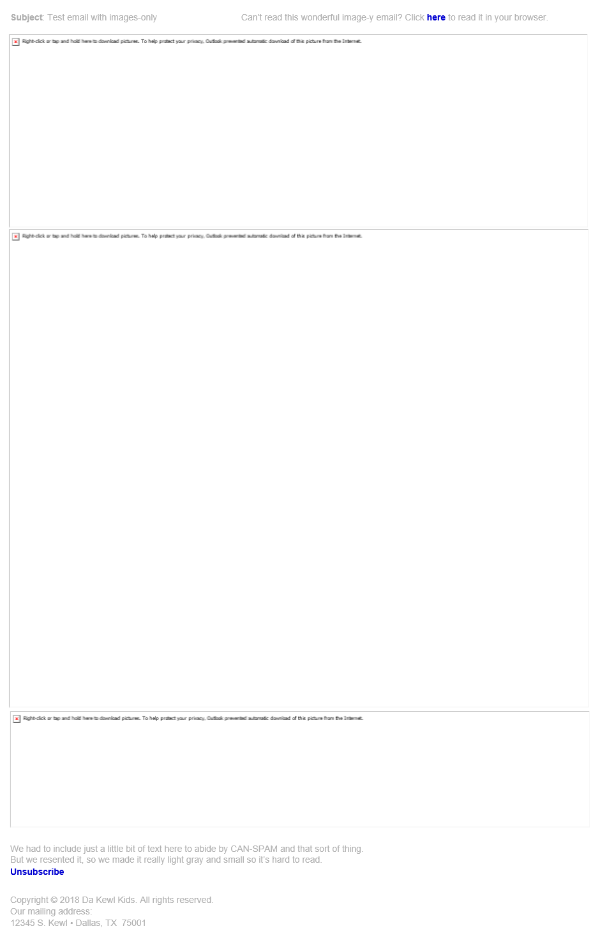 Subject: Test email with images-only
Can't read this wonderful image-y email? Click here to read it in your browser.
Right-click or tap and hold here to download pictures. To help protect your privacy, Outlook prevented automatic download of this picture from the Internet.
Right-click or tap and hold here to download pictures. To help protect your privacy, Outlook prevented automatic download of this picture from the Internet.
Right-click or tap and hold here to download pictures. To help protect your privacy, Outlook prevented automatic download of this picture from the Internet.
We had to include just a little bit of text here to abide by CAN-SPAM and that sort of thing.
But we resented it, so we made it really light gray and small so it's hard to read.
Unsubscribe
Copyright © 2018 Da Kewl Kids. All rights reserved.
Our mailing address:
12345 S. Kewl • Dallas, TX 75001